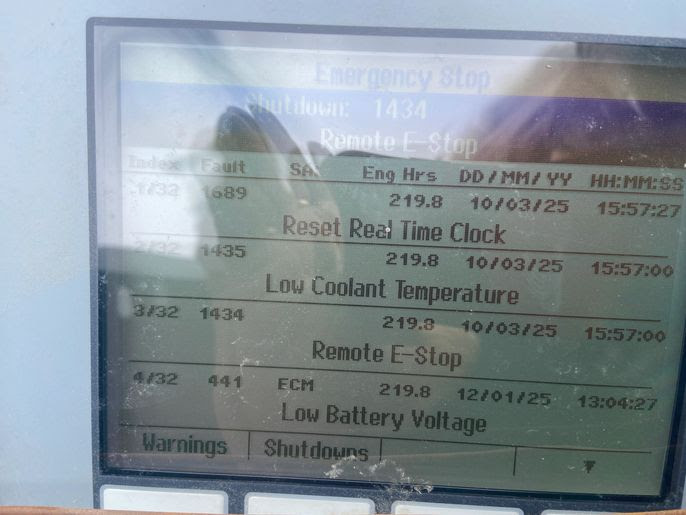 Emergency Stop
Shutdown: 1434
Remote E-Stop
Index Fault SA: Eng Hrs DD/MM/YY HH:MM:SS
1/32 1689 219.8 10/03/25 15:57:27
Reset Real Time Clock
2/32 1435 219.8 10/03/25 15:57:00
Low Coolant Temperature
3/32 1434 219.8 10/03/25 15:57:00
Remote E-Stop
4/32 441 ECM 219.8 12/01/25 13:04:27
Low Battery Voltage
Warnings Shutdowns ▼